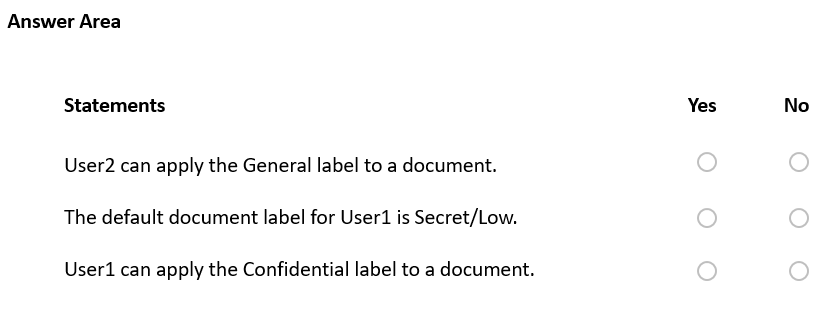 Answer Area
Statements Yes No
User2 can apply the General label to a document.
The default document label for User1 is Secret/Low.
User1 can apply the Confidential label to a document.